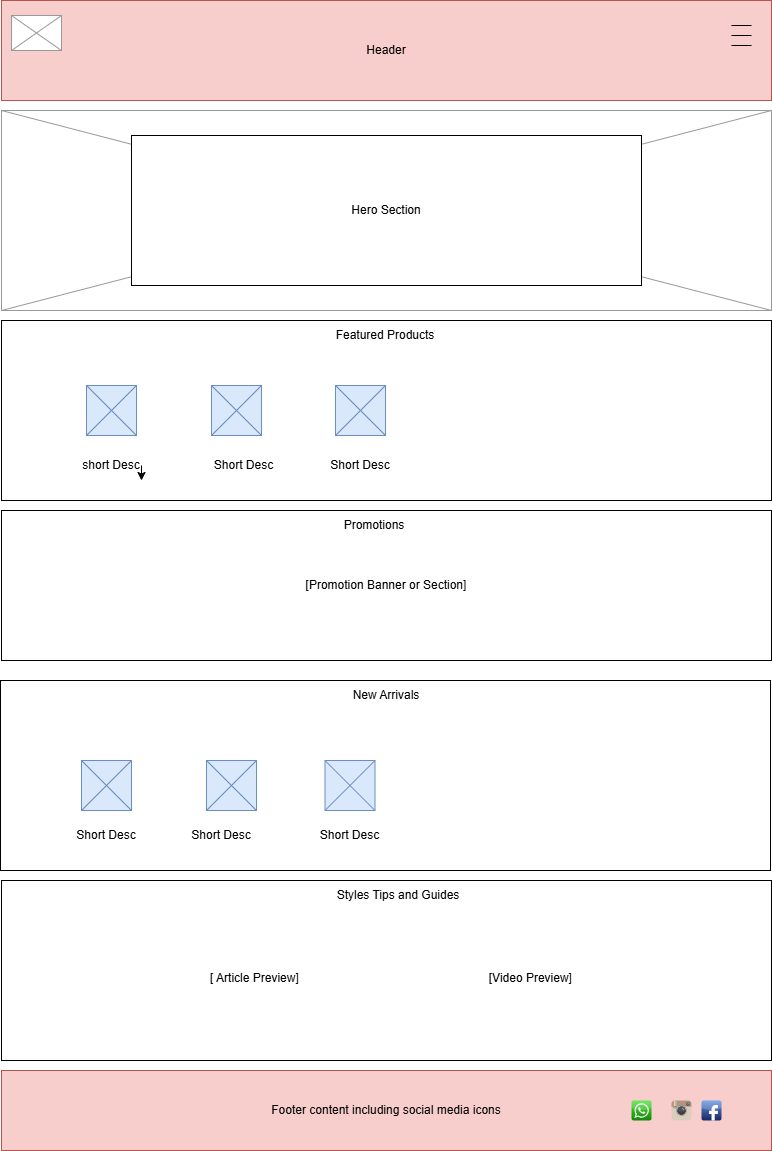 Header
Hero Section
Featured Products
short Desc
Short Desc
Short Desc
Promotions
[Promotion Banner or Section]
New Arrivals
Short Desc
Short Desc
Short Desc
Styles Tips and Guides
[ Article Preview]
[Video Preview]
Footer content including social media icons